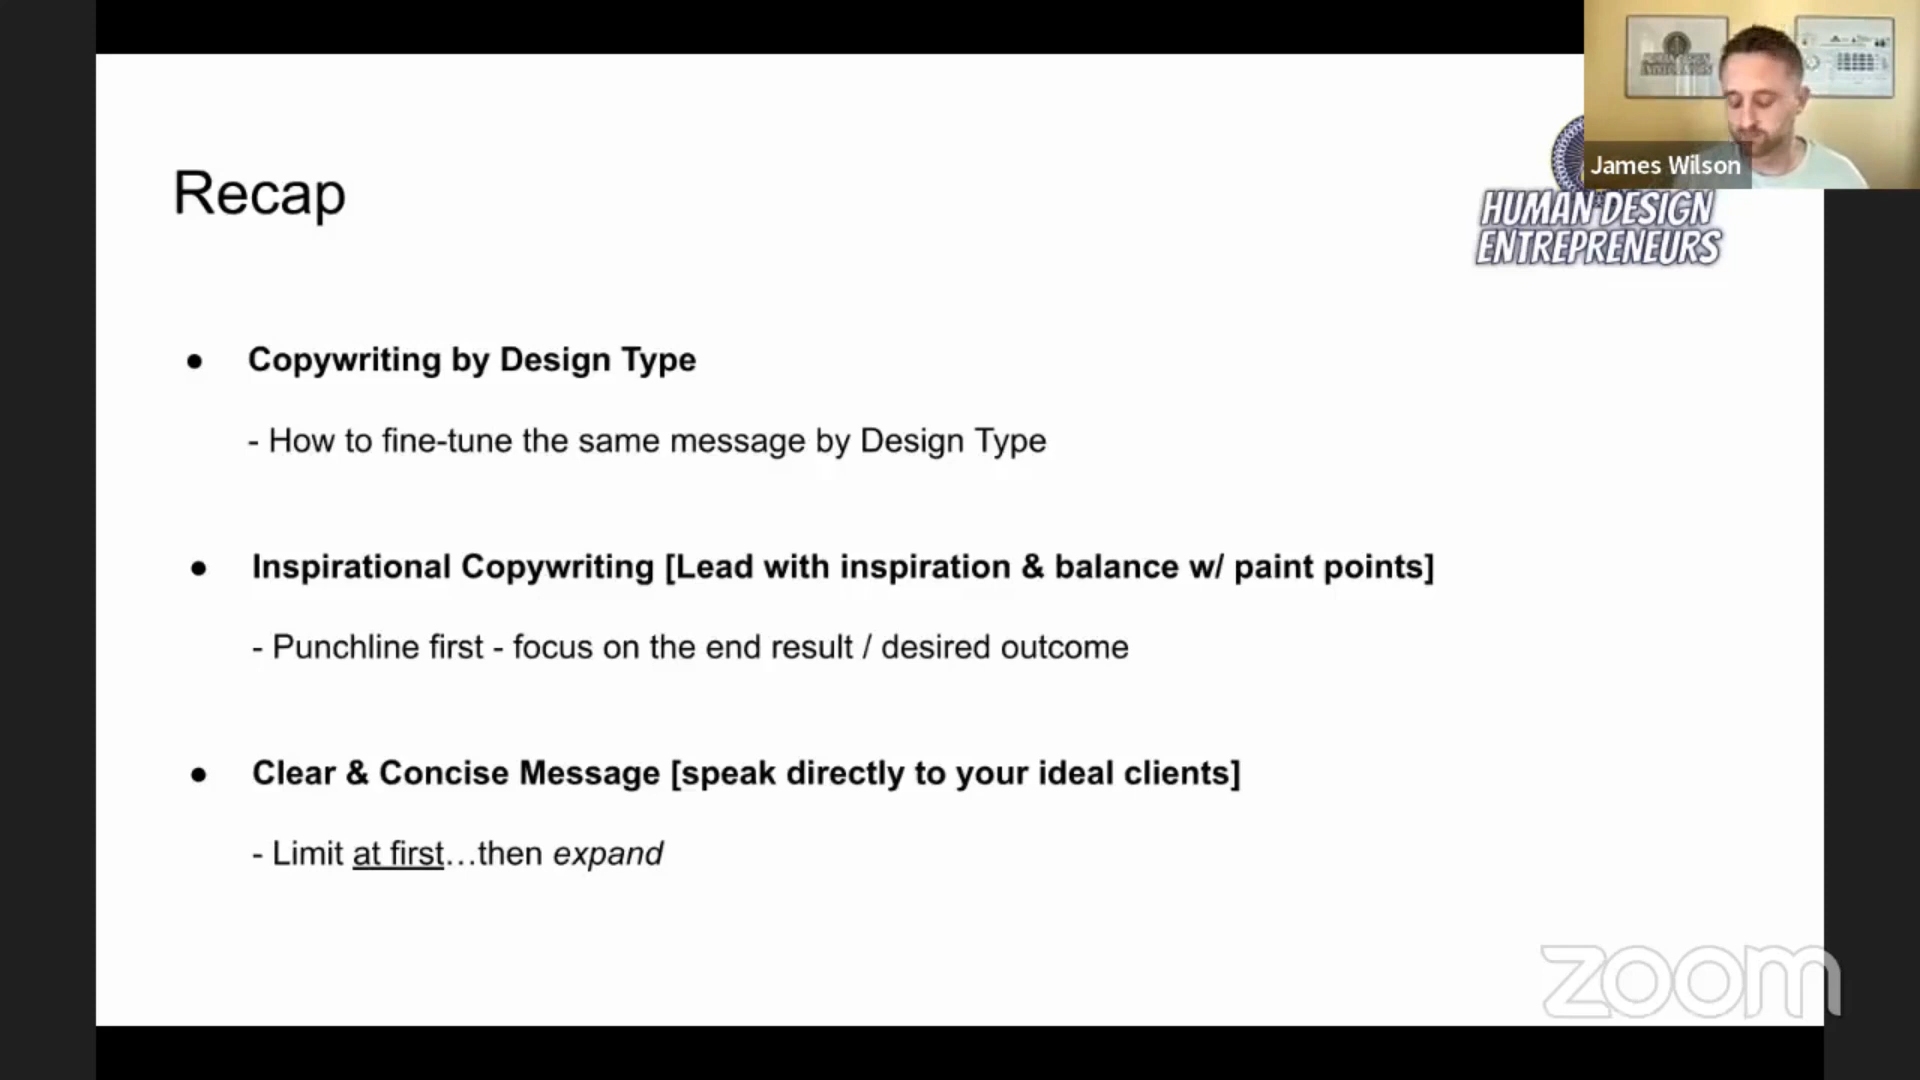 James Wilson
HUMAN DESIGN
ENTREPRENEURS
Recap
● Copywriting by Design Type
- How to fine-tune the same message by Design Type
● Inspirational Copywriting [Lead with inspiration & balance w/ paint points]
- Punchline first - focus on the end result / desired outcome
● Clear & Concise Message [speak directly to your ideal clients]
- Limit at first…then expand
zoom